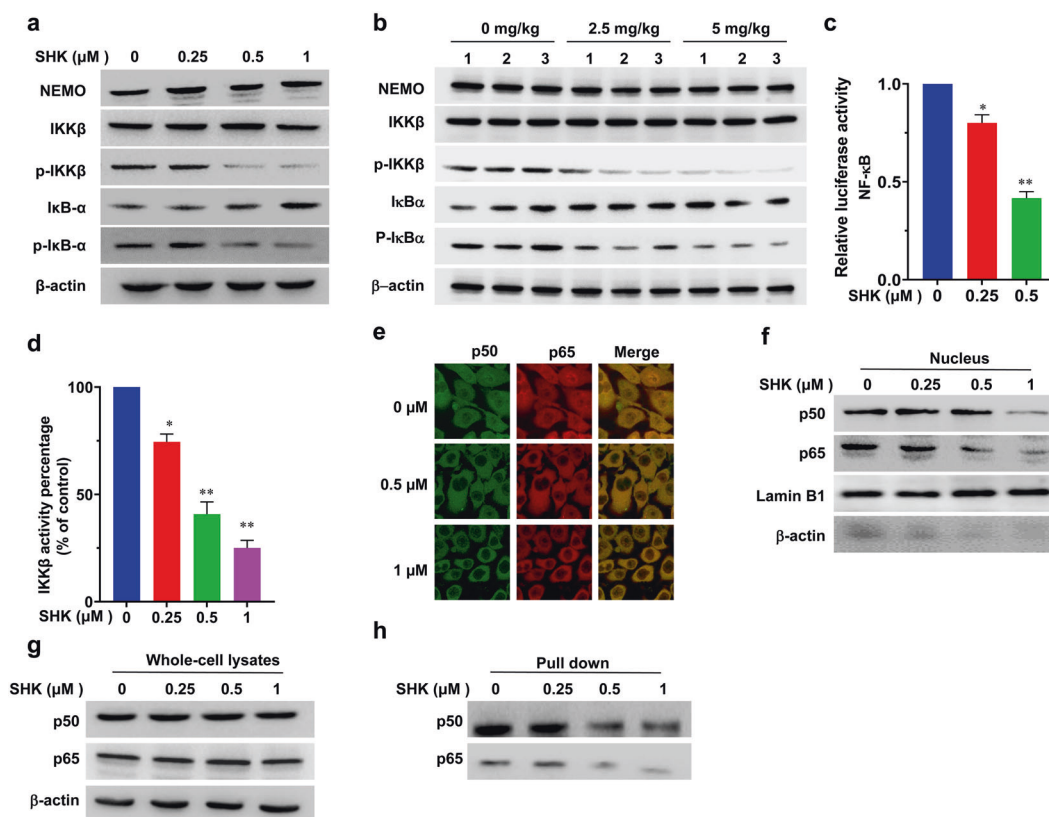 a
SHK (µM) 0 0.25 0.5 1
NEMO
IKKβ
p-IKKβ
IκB-α
p-IκB-α
β-actin
b
0 mg/kg 2.5 mg/kg 5 mg/kg
1 2 3 1 2 3 1 2 3
NEMO
IKKβ
p-IKKβ
IκBα
P-IκBα
β–actin
c
Relative luciferase activity
NF-κB
1.0
0.5
0.0
*
**
SHK (µM) 0 0.25 0.5
d
IKKβ activity percentage
(% of control)
100
50
0
*
**
**
SHK (µM) 0 0.25 0.5 1
e
p50 p65 Merge
0 µM
0.5 µM
1 µM
f
Nucleus
SHK (µM ) 0 0.25 0.5 1
p50
p65
Lamin B1
β-actin
g
Whole-cell lysates
SHK (µM ) 0 0.25 0.5 1
p50
p65
β-actin
h
Pull down
SHK (µM ) 0 0.25 0.5 1
p50
p65